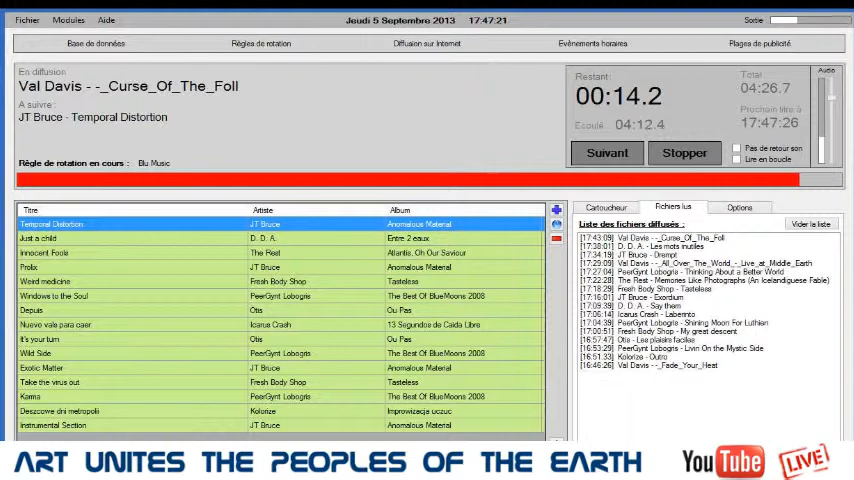 Fichier Modules Aide Jeudi 5 Septembre 2013 17:47:21 Sortie
Base de données Règles de rotation Diffusion sur Internet Evénements horaires Plages de publicité
En diffusion
Val Davis - -_Curse_Of_The_Foll
A suivre :
JT Bruce - Temporal Distortion
Règle de rotation en cours : Blu Music
Restant :
00:14.2
Ecoulé : 04:12.4
Total
04:26.7
Prochain titre à
17:47:26
Suivant Stopper
Pas de retour son
Lire en boucle
Audio
Titre Artiste Album
Temporal Distortion JT Bruce Anomalous Material
Just a child D. D. A. Entre 2 eaux
Innocent Fools The Rest Atlantis, Oh Our Saviour
Prolix JT Bruce Anomalous Material
Weird medicine Fresh Body Shop Tasteless
Windows to the Soul PeerGynt Lobogris The Best Of BlueMoons 2008
Depuis Otis Ou Pas
Nuevo vals para caer Icarus Crash 13 Segundos de Caida Libre
It's your turn Otis Ou Pas
Wild Side PeerGynt Lobogris The Best Of BlueMoons 2008
Exotic Matter JT Bruce Anomalous Material
Take the virus out Fresh Body Shop Tasteless
Karma PeerGynt Lobogris The Best Of BlueMoons 2008
Deszcowe dni metropolii Kolorize Improwizacja uczuc
Instrumental Section JT Bruce Anomalous Material
Cartoucheur Fichiers lus Options
Liste des fichiers diffusés : Vider la liste
[17:43:09] Val Davis - -_Curse_Of_The_Foll
[17:38:01] D. D. A. - Les mots inutiles
[17:34:19] JT Bruce - Drempt
[17:29:09] Val Davis - -_All_Over_The_World_-_Live_at_Middle_Earth
[17:27:04] PeerGynt Lobogris - Thinking About a Better World
[17:22:28] The Rest - Memories Like Photographs (An Icelandiguese Fable)
[17:18:29] Fresh Body Shop - Tasteless
[17:16:01] JT Bruce - Exordium
[17:09:39] D. D. A. - Say them
[17:06:14] Icarus Crash - Laberinto
[17:04:39] PeerGynt Lobogris - Shining Moon For Luthien
[17:00:51] Fresh Body Shop - My great descent
[16:57:47] Otis - Les plaisirs faciles
[16:53:29] PeerGynt Lobogris - Livin On the Mystic Side
[16:51:33] Kolorize - Outro
[16:46:26] Val Davis - -_Fade_Your_Heat
ART UNITES THE PEOPLES OF THE EARTH YouTube LIVE